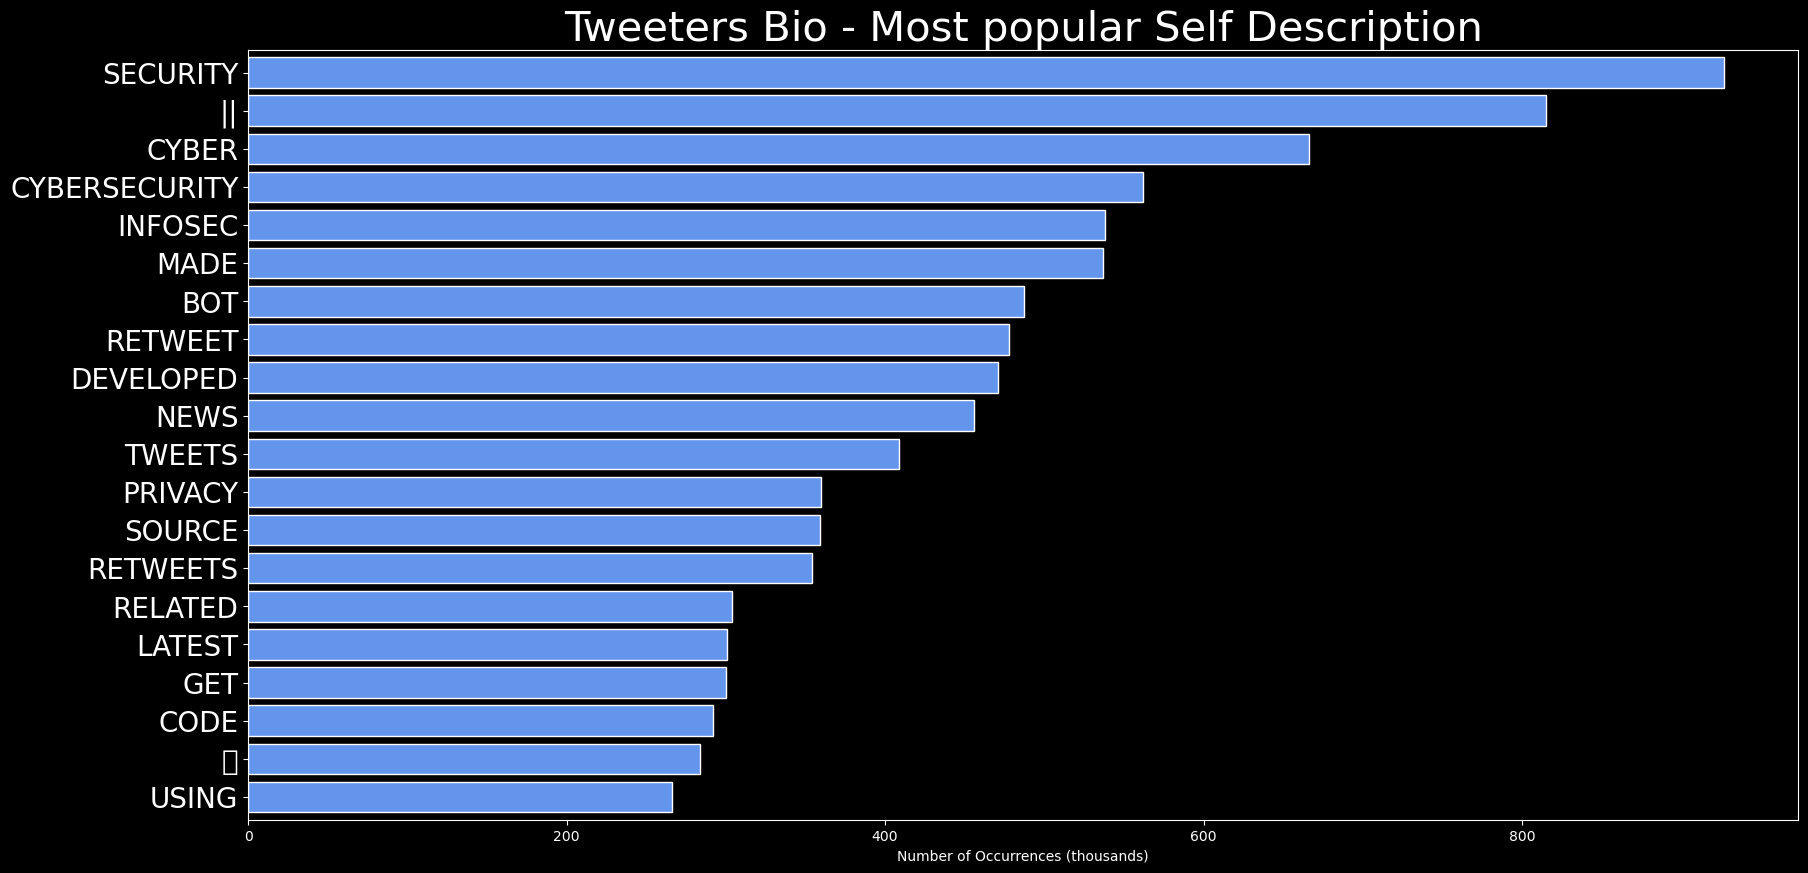 Tweeters Bio - Most popular Self Description
SECURITY
||
CYBER
CYBERSECURITY
INFOSEC
MADE
BOT
RETWEET
DEVELOPED
NEWS
TWEETS
PRIVACY
SOURCE
RETWEETS
RELATED
LATEST
GET
CODE
USING
0 200 400 600 800
Number of Occurrences (thousands)